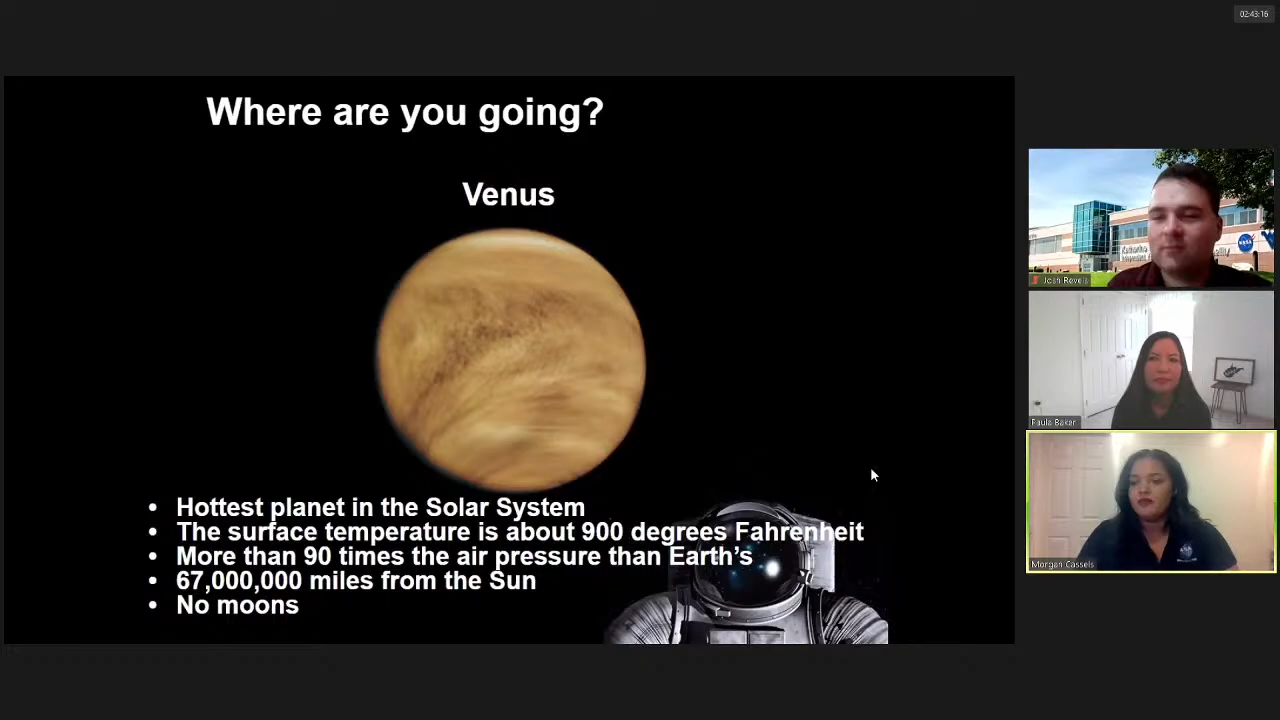 02:43:16
Where are you going?
Venus
• Hottest planet in the Solar System
• The surface temperature is about 900 degrees Fahrenheit
• More than 90 times the air pressure than Earth’s
• 67,000,000 miles from the Sun
• No moons
NASA
Josh Revels
Paula Baker
Morgan Cassels